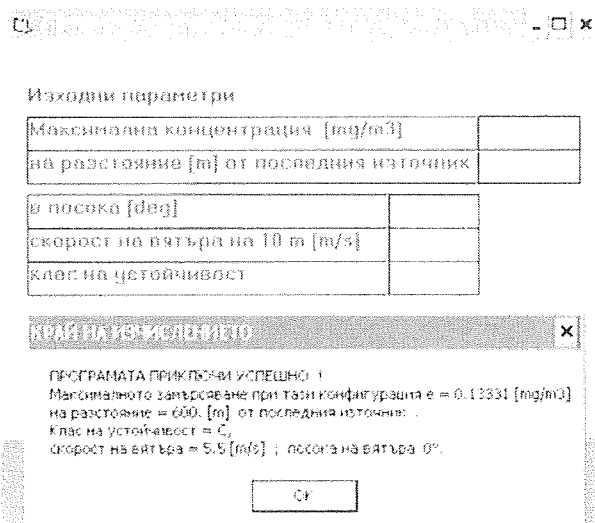 Изходни параметри
Максимална концентрация [mg/m3]
на разстояние [m] от последния източник
в посока [deg]
скорост на вятъра на 10 m [m/s]
клас на устойчивост
КРАЙ НА ИЗЧИСЛЕНИЕТО
ПРОГРАМАТА ПРИКЛЮЧИ УСПЕШНО !
Максималното замърсяване при тази конфигурация е = 0.13331 [mg/m3]
на разстояние = 600. [m] от последния източник .
Клас на устойчивост = C,
скорост на вятъра = 5.5 [m/s] ; посока на вятъра 0°.
OK